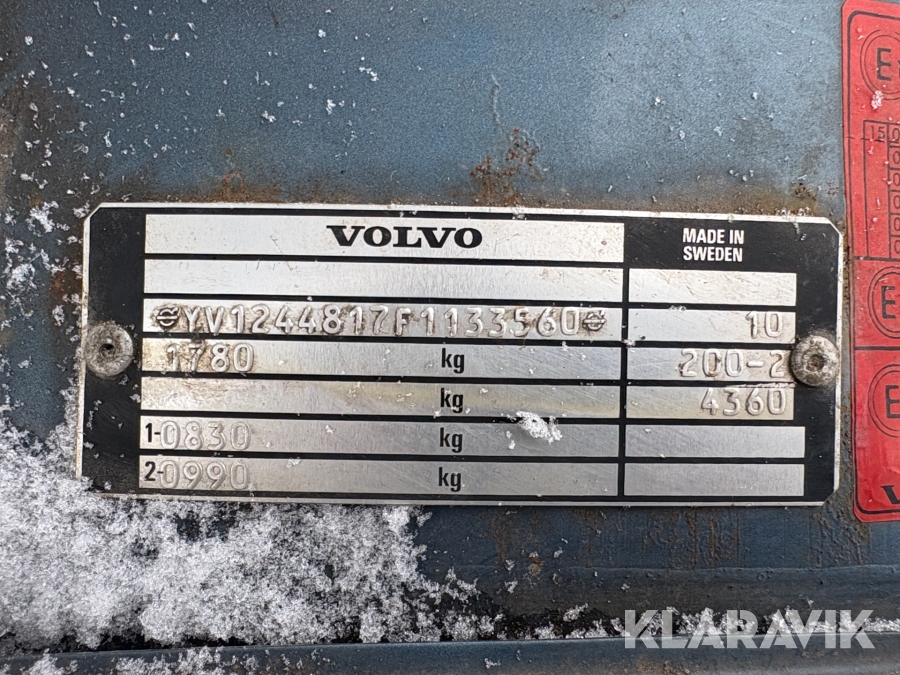 VOLVO
MADE IN
SWEDEN
YV1244817F1133560
10
1780 kg
200-2
kg
4360
1-0830 kg
2-0990 kg
E
15
E
E
KLARAVIK